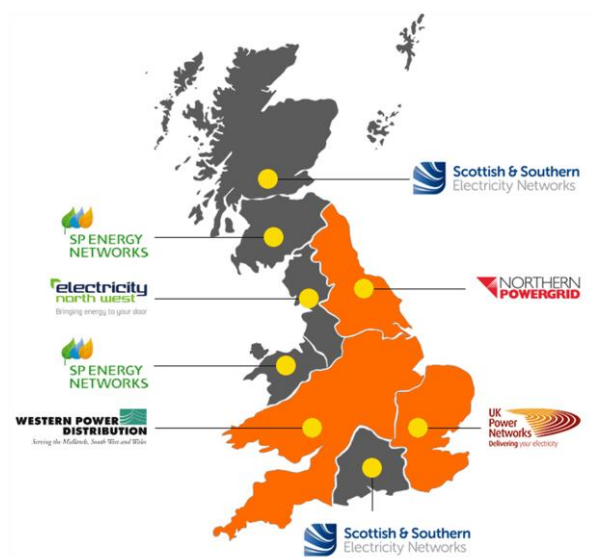 Scottish & Southern
Electricity Networks
SP ENERGY
NETWORKS
electricity
north west
Bringing energy to your door
NORTHERN
POWERGRID
SP ENERGY
NETWORKS
WESTERN POWER
DISTRIBUTION
Serving the Midlands, South West and Wales
UK
Power
Networks
Delivering your electricity
Scottish & Southern
Electricity Networks